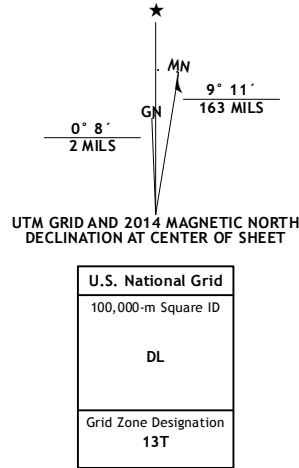 ★
MN
GN
9° 11´
163 MILS
0° 8´
2 MILS
UTM GRID AND 2014 MAGNETIC NORTH
DECLINATION AT CENTER OF SHEET
U.S. National Grid
100,000-m Square ID
DL
Grid Zone Designation
13T